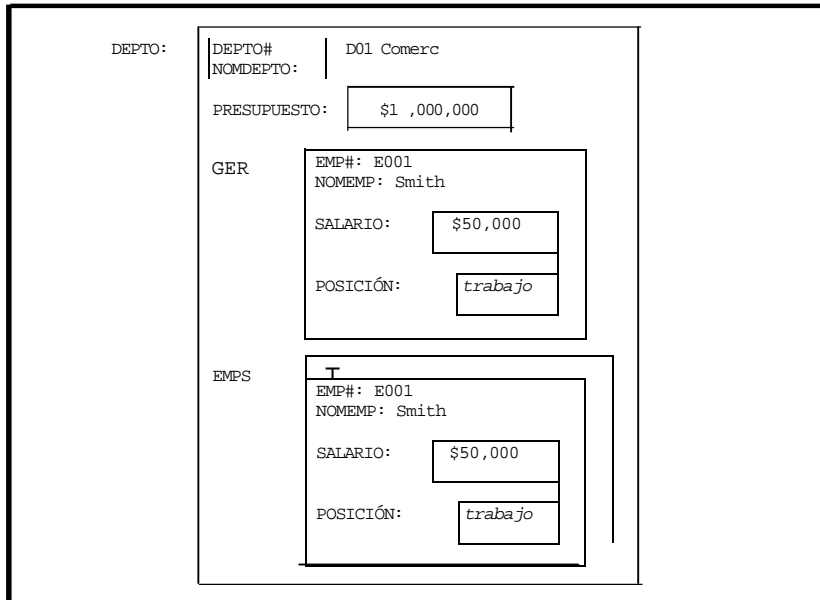 DEPTO: DEPTO# D01 Comerc
NOMDEPTO:
PRESUPUESTO: $1 ,000,000
GER EMP#: E001
NOMEMP: Smith
SALARIO: $50,000
POSICIÓN: trabajo
EMPS
EMP#: E001
NOMEMP: Smith
SALARIO: $50,000
POSICIÓN: trabajo